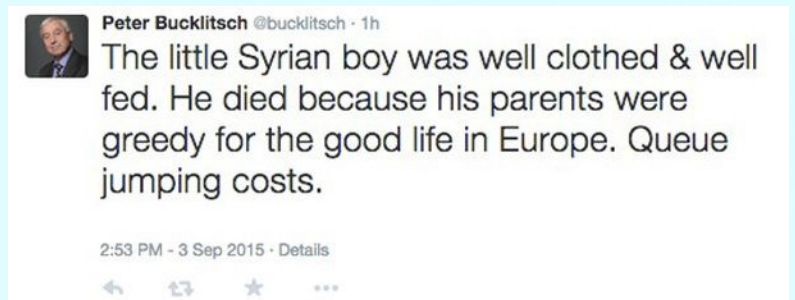 Peter Bucklitsch @bucklitsch · 1h
The little Syrian boy was well clothed & well
fed. He died because his parents were
greedy for the good life in Europe. Queue
jumping costs.
2:53 PM - 3 Sep 2015 · Details